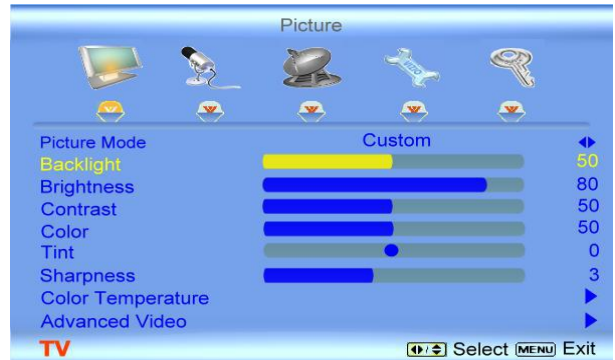 Picture
Picture Mode Custom
Backlight 50
Brightness 80
Contrast 50
Color 50
Tint 0
Sharpness 3
Color Temperature
Advanced Video
TV Select MENU Exit